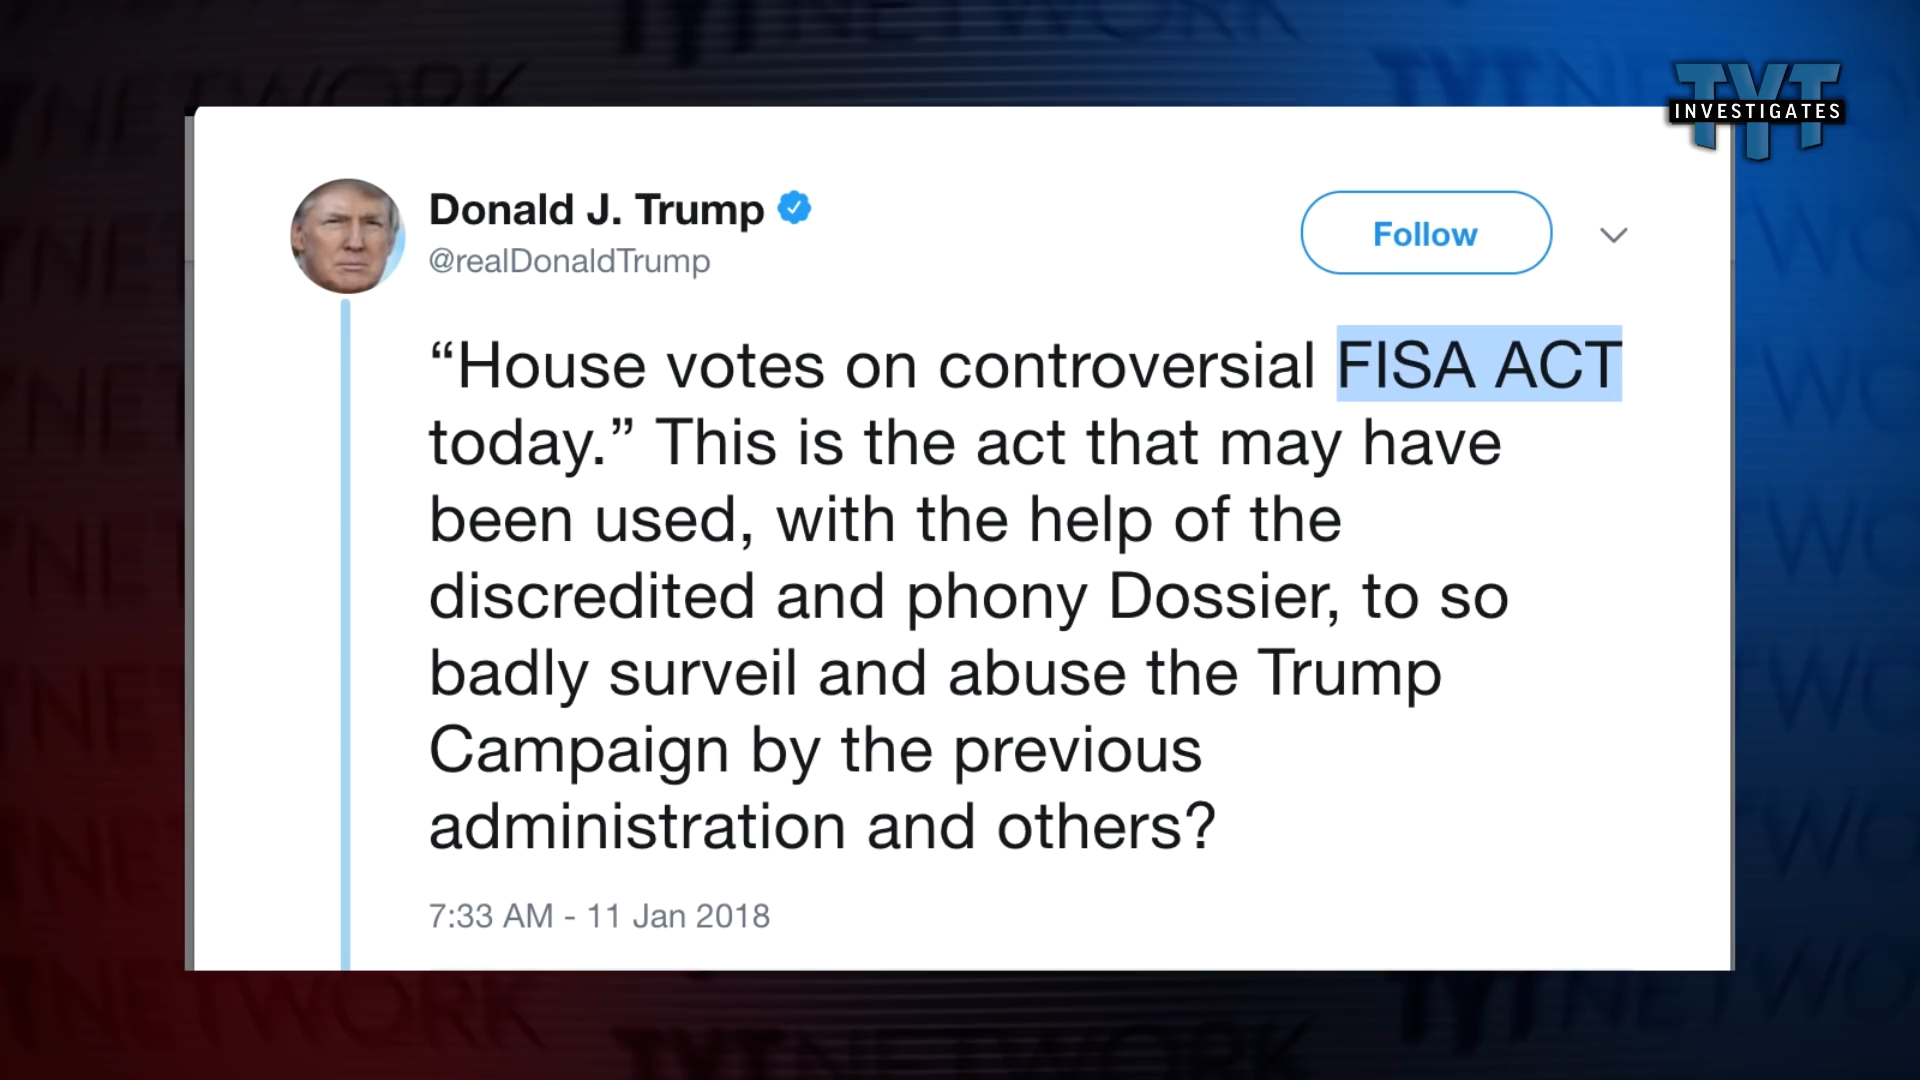 TYT
INVESTIGATES
Donald J. Trump
@realDonaldTrump
Follow
“House votes on controversial FISA ACT
today.” This is the act that may have
been used, with the help of the
discredited and phony Dossier, to so
badly surveil and abuse the Trump
Campaign by the previous
administration and others?
7:33 AM - 11 Jan 2018